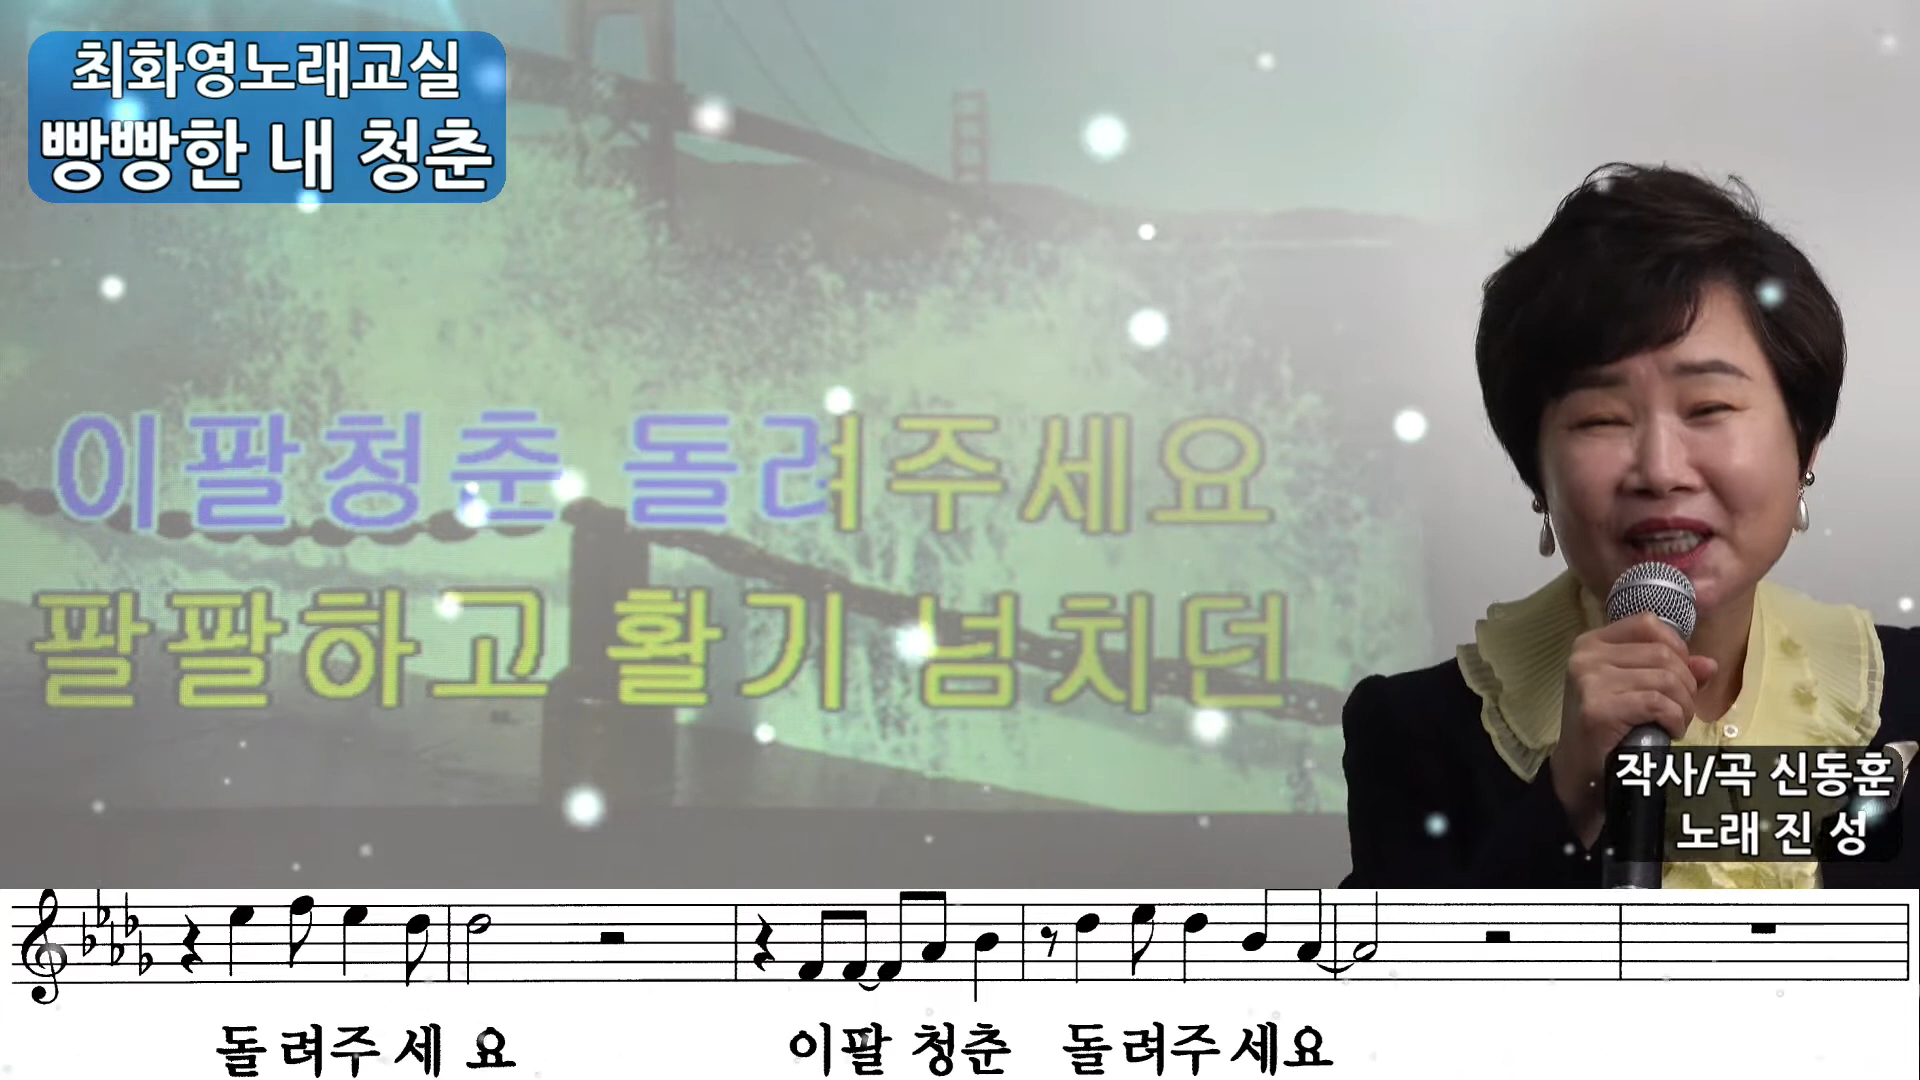 최화영노래교실
빵빵한 내 청춘
이팔청춘 돌려주세요
팔팔하고 활기 넘치던
작사/곡 신동훈
노래 진 성
돌려주세요 이팔 청춘 돌려주세요